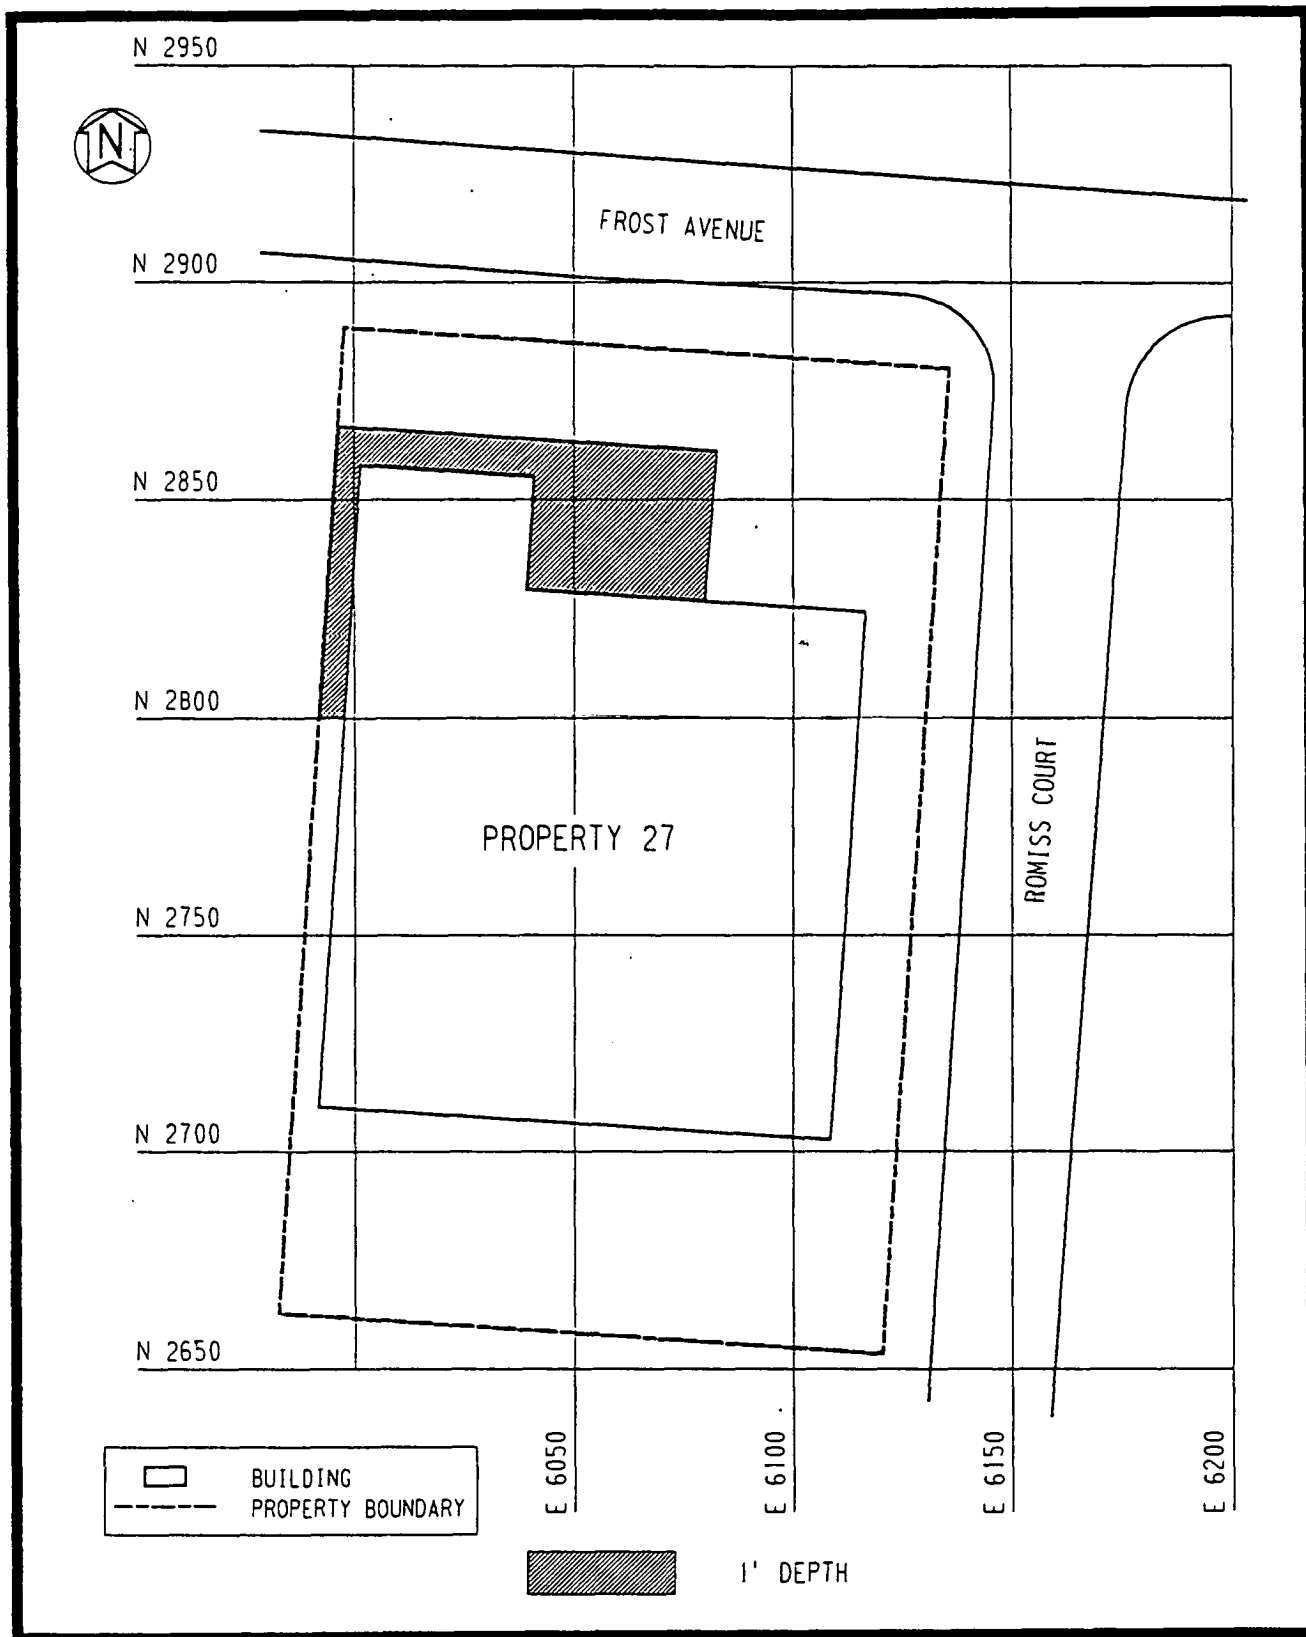 N 2950
N
FROST AVENUE
N 2900
N 2850
N 2800
ROMISS COURT
PROPERTY 27
N 2750
N 2700
N 2650
E 6050
E 6100
E 6150
E 6200
BUILDING
PROPERTY BOUNDARY
1' DEPTH